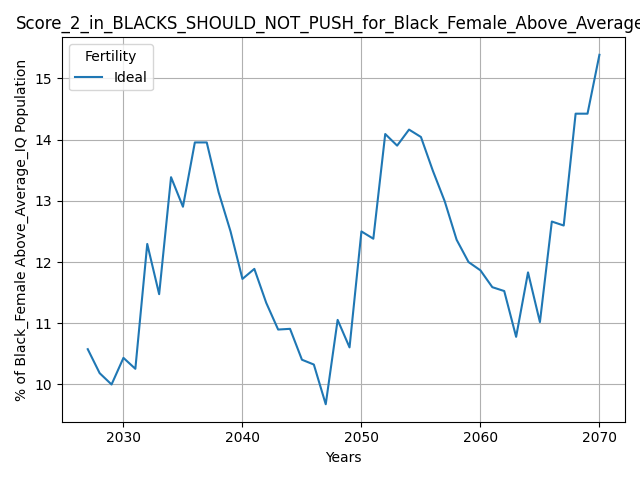 Score_2_in_BLACKS_SHOULD_NOT_PUSH_for_Black_Female_Above_Average
Fertility
Ideal
% of Black_Female Above_Average_IQ Population
15
14
13
12
11
10
2030 2040 2050 2060 2070
Years